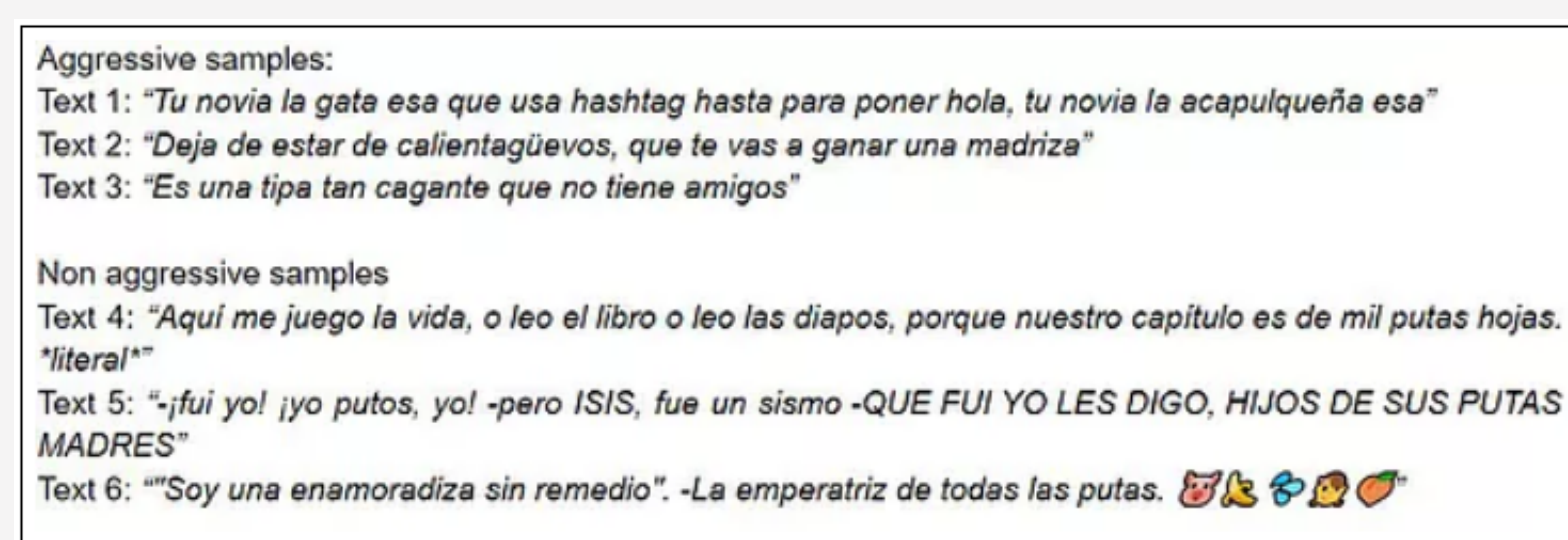 Aggressive samples:
Text 1: “Tu novia la gata esa que usa hashtag hasta para poner hola, tu novia la acapulqueña esa”
Text 2: “Deja de estar de calientagüevos, que te vas a ganar una madriza”
Text 3: “Es una tipa tan cagante que no tiene amigos”
Non aggressive samples
Text 4: “Aquí me juego la vida, o leo el libro o leo las diapos, porque nuestro capítulo es de mil putas hojas.
*literal*”
Text 5: “-¡fui yo! ¡yo putos, yo! -pero ISIS, fue un sismo -QUE FUI YO LES DIGO, HIJOS DE SUS PUTAS
MADRES”
Text 6: “"Soy una enamoradiza sin remedio". -La emperatriz de todas las putas. 🐷🍌💦🙋🍑”